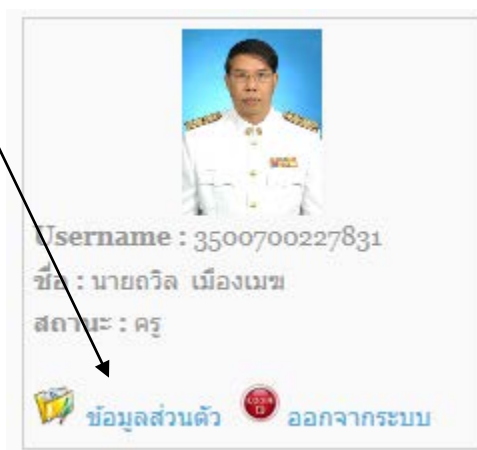 Username : 3500700227831
ชื่อ : นายถวิล เมืองเมฆ
สถานะ : ครู
ข้อมูลส่วนตัว ออกจากระบบ